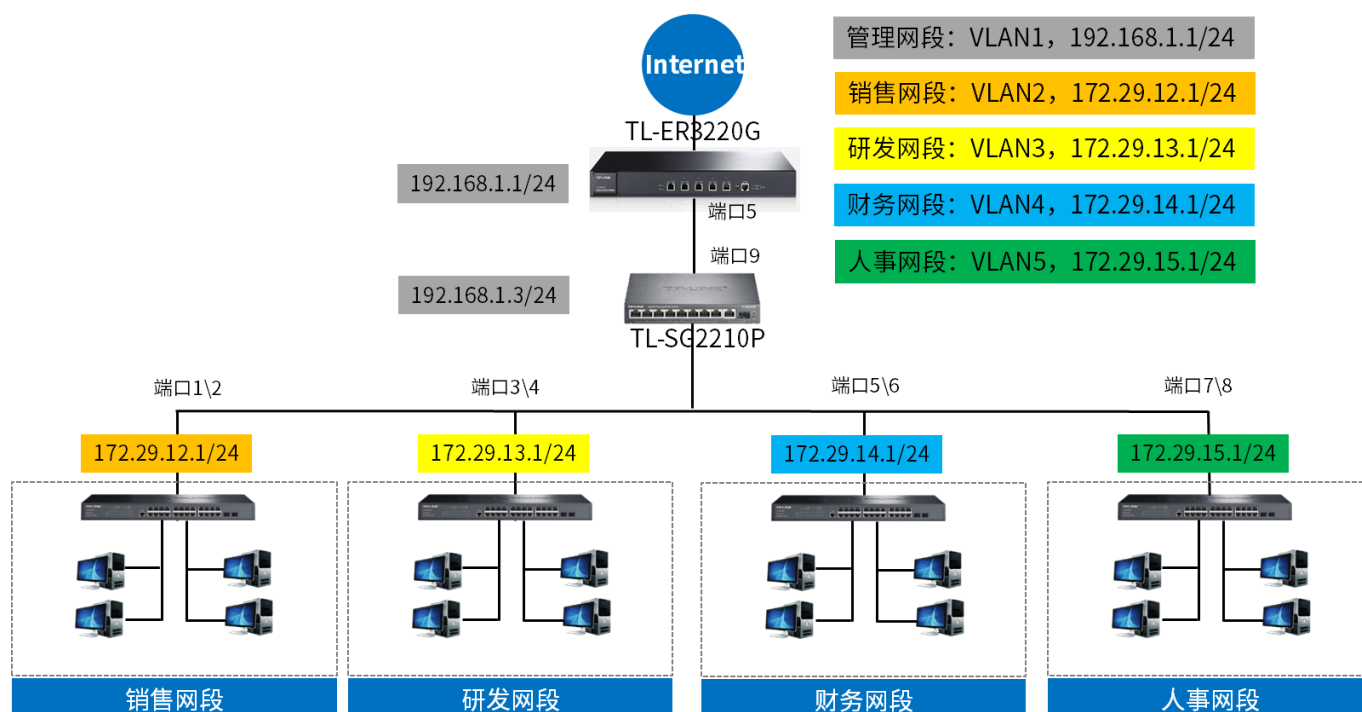 Internet
TL-ER3220G
192.168.1.1/24
端口5
端口9
192.168.1.3/24
TL-SG2210P
管理网段：VLAN1，192.168.1.1/24
销售网段：VLAN2，172.29.12.1/24
研发网段：VLAN3，172.29.13.1/24
财务网段：VLAN4，172.29.14.1/24
人事网段：VLAN5，172.29.15.1/24
端口1\2
端口3\4
端口5\6
端口7\8
172.29.12.1/24
172.29.13.1/24
172.29.14.1/24
172.29.15.1/24
销售网段
研发网段
财务网段
人事网段